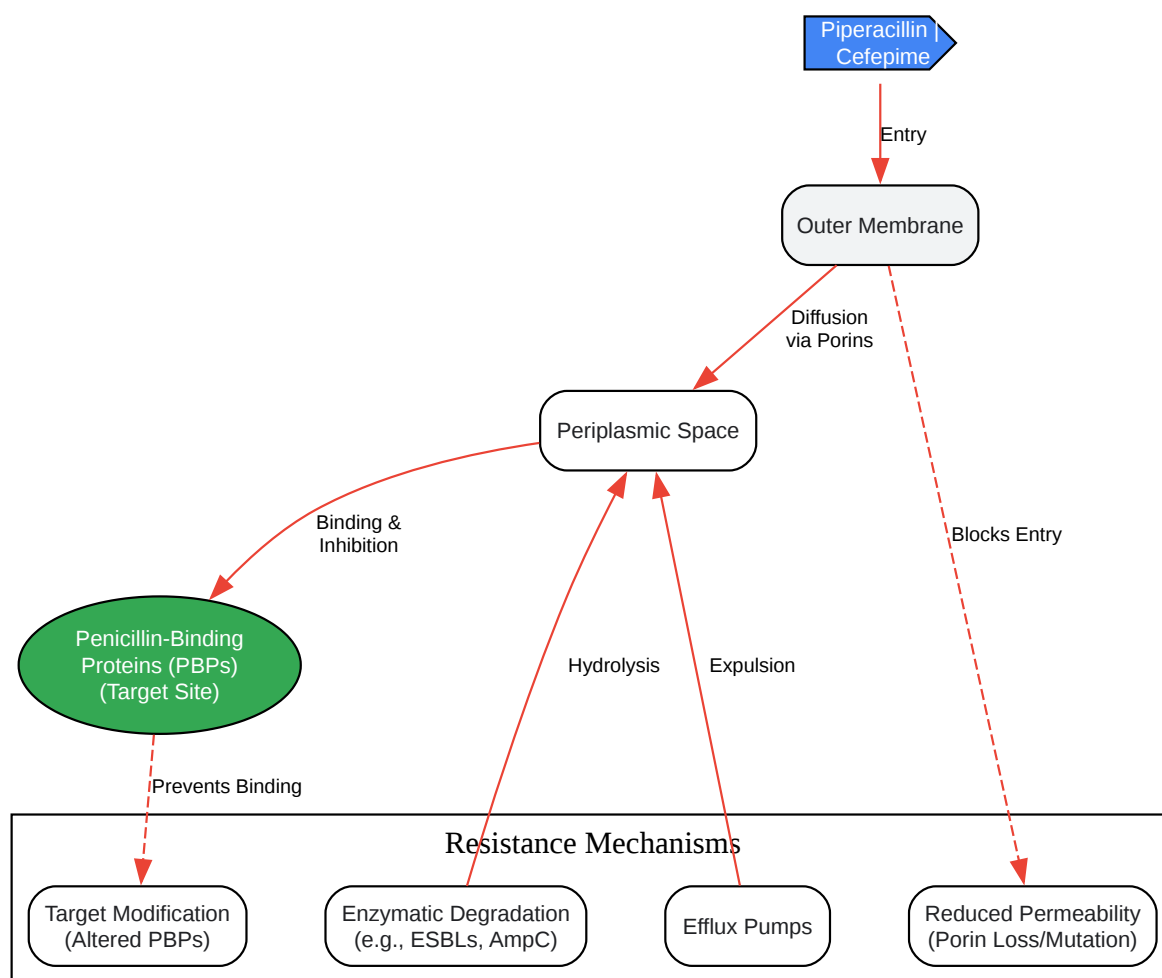 Piperacillin |
Cefepime
Entry
Outer Membrane
Diffusion
via Porins
Periplasmic Space
Binding &
Inhibition
Blocks Entry
Penicillin-Binding
Proteins (PBPs)
(Target Site)
Hydrolysis
Expulsion
Prevents Binding
Resistance Mechanisms
Target Modification
(Altered PBPs)
Enzymatic Degradation
(e.g., ESBLs, AmpC)
Efflux Pumps
Reduced Permeability
(Porin Loss/Mutation)